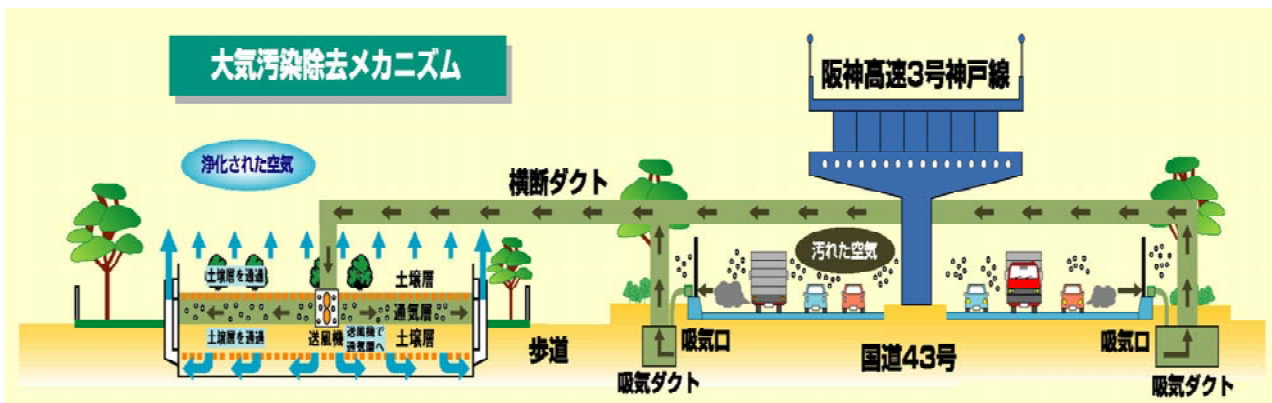 大気汚染除去メカニズム
阪神高速3号神戸線
浄化された空気
横断ダクト
汚れた空気
土壌層を通過
土壌層
通気層
土壌層を通過
送風機
送風機で
通気層へ
土壌層
歩道
吸気口
国道43号
吸気口
吸気ダクト
吸気ダクト